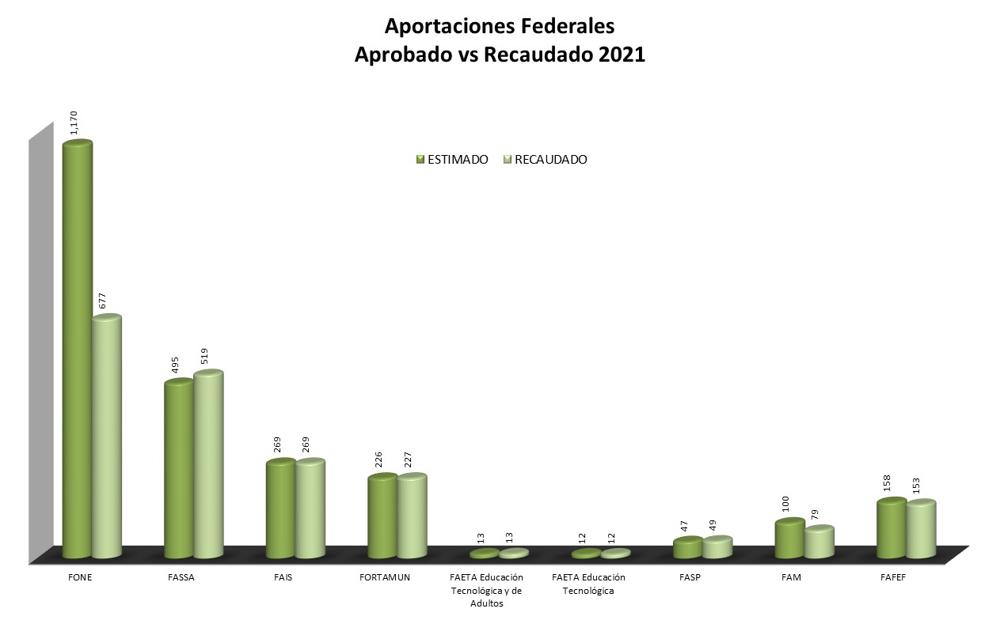 Aportaciones Federales
Aprobado vs Recaudado 2021
ESTIMADO RECAUDADO
1,170
677
495
519
269
269
226
227
13
13
12
12
47
49
100
79
158
153
FONE
FASSA
FAIS
FORTAMUN
FAETA Educación
Tecnológica y de
Adultos
FAETA Educación
Tecnológica
FASP
FAM
FAFEF